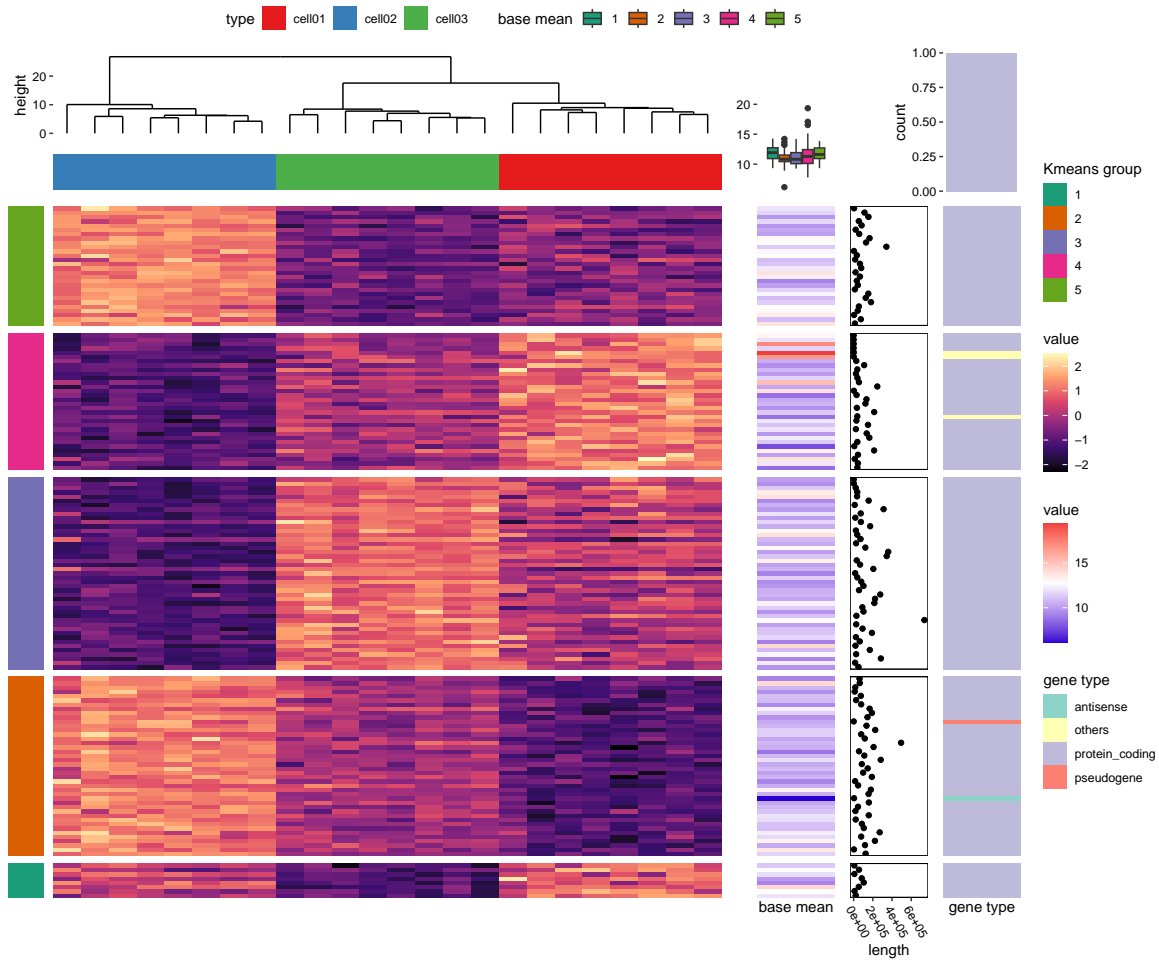 type cell01 cell02 cell03 base mean 1 2 3 4 5
height
20
10
0
20
15
10
count
1.00
0.75
0.50
0.25
0.00
Kmeans group
1
2
3
4
5
value
2
1
0
−1
−2
value
15
10
gene type
antisense
others
protein_coding
pseudogene
base mean
0e+00
2e+05
4e+05
6e+05
length
gene type